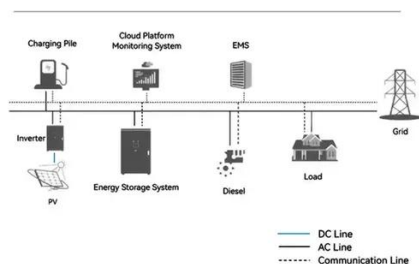 Charging Pile
Cloud Platform
Monitoring System
EMS
Inverter
Grid
PV
Energy Storage System
Diesel
Load
DC Line
AC Line
Communication Line